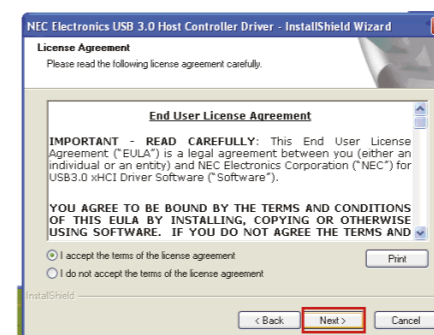 NEC Electronics USB 3.0 Host Controller Driver - InstallShield Wizard
License Agreement
Please read the following license agreement carefully.
End User License Agreement
IMPORTANT - READ CAREFULLY: This End User License
Agreement ("EULA") is a legal agreement between you (either an
individual or an entity) and NEC Electronics Corporation ("NEC") for
USB3.0 xHCI Driver Software ("Software").
YOU AGREE TO BE BOUND BY THE TERMS AND CONDITIONS
OF THIS EULA BY INSTALLING, COPYING OR OTHERWISE
USING SOFTWARE. IF YOU DO NOT AGREE THE TERMS AND
I accept the terms of the license agreement
Print
I do not accept the terms of the license agreement
InstallShield
< Back Next > Cancel